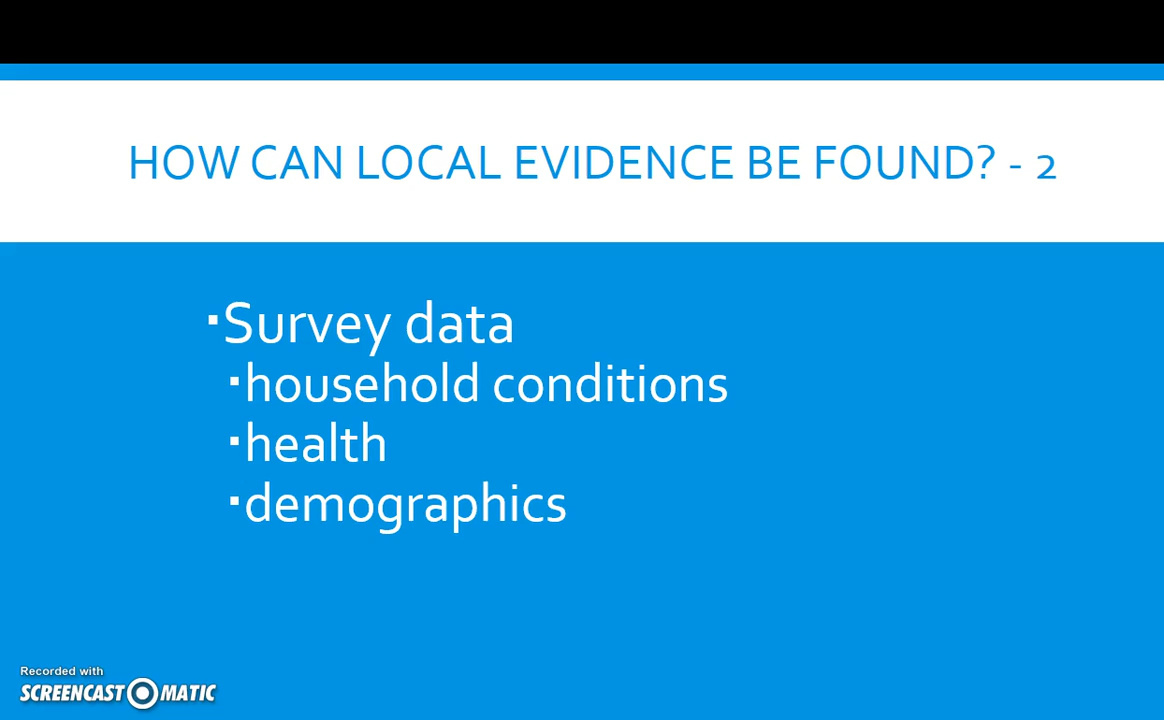 HOW CAN LOCAL EVIDENCE BE FOUND? - 2
▪Survey data
▪household conditions
▪health
▪demographics
Recorded with
SCREENCAST MATIC